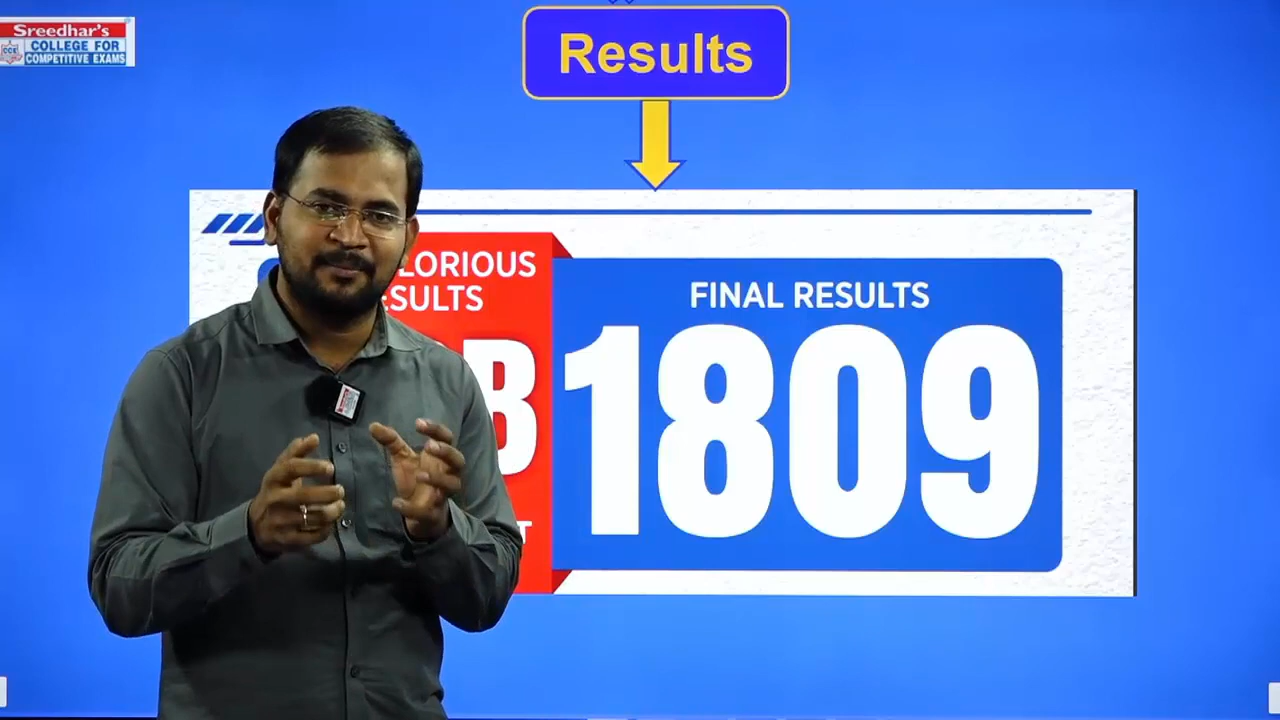 Sreedhar's
CCE
COLLEGE FOR
COMPETITIVE EXAMS
Results
FINAL RESULTS
1809